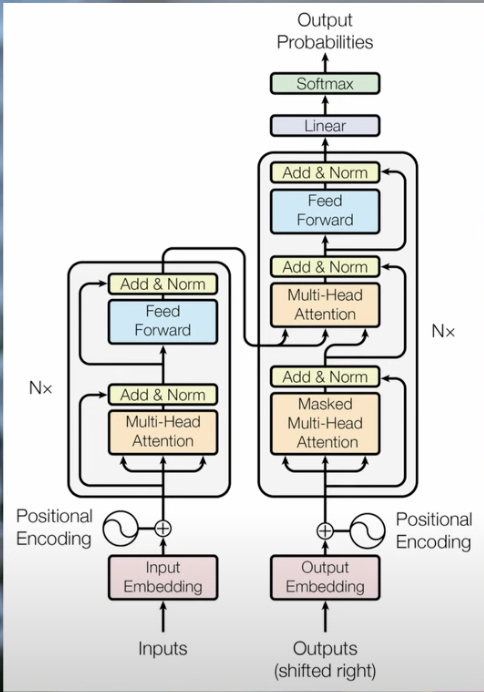 Output
Probabilities
Softmax
Linear
Add & Norm
Feed
Forward
Add & Norm
Multi-Head
Attention
Add & Norm
Masked
Multi-Head
Attention
Nx
Add & Norm
Feed
Forward
Add & Norm
Multi-Head
Attention
Nx
Positional
Encoding
Positional
Encoding
Input
Embedding
Output
Embedding
Inputs
Outputs
(shifted right)